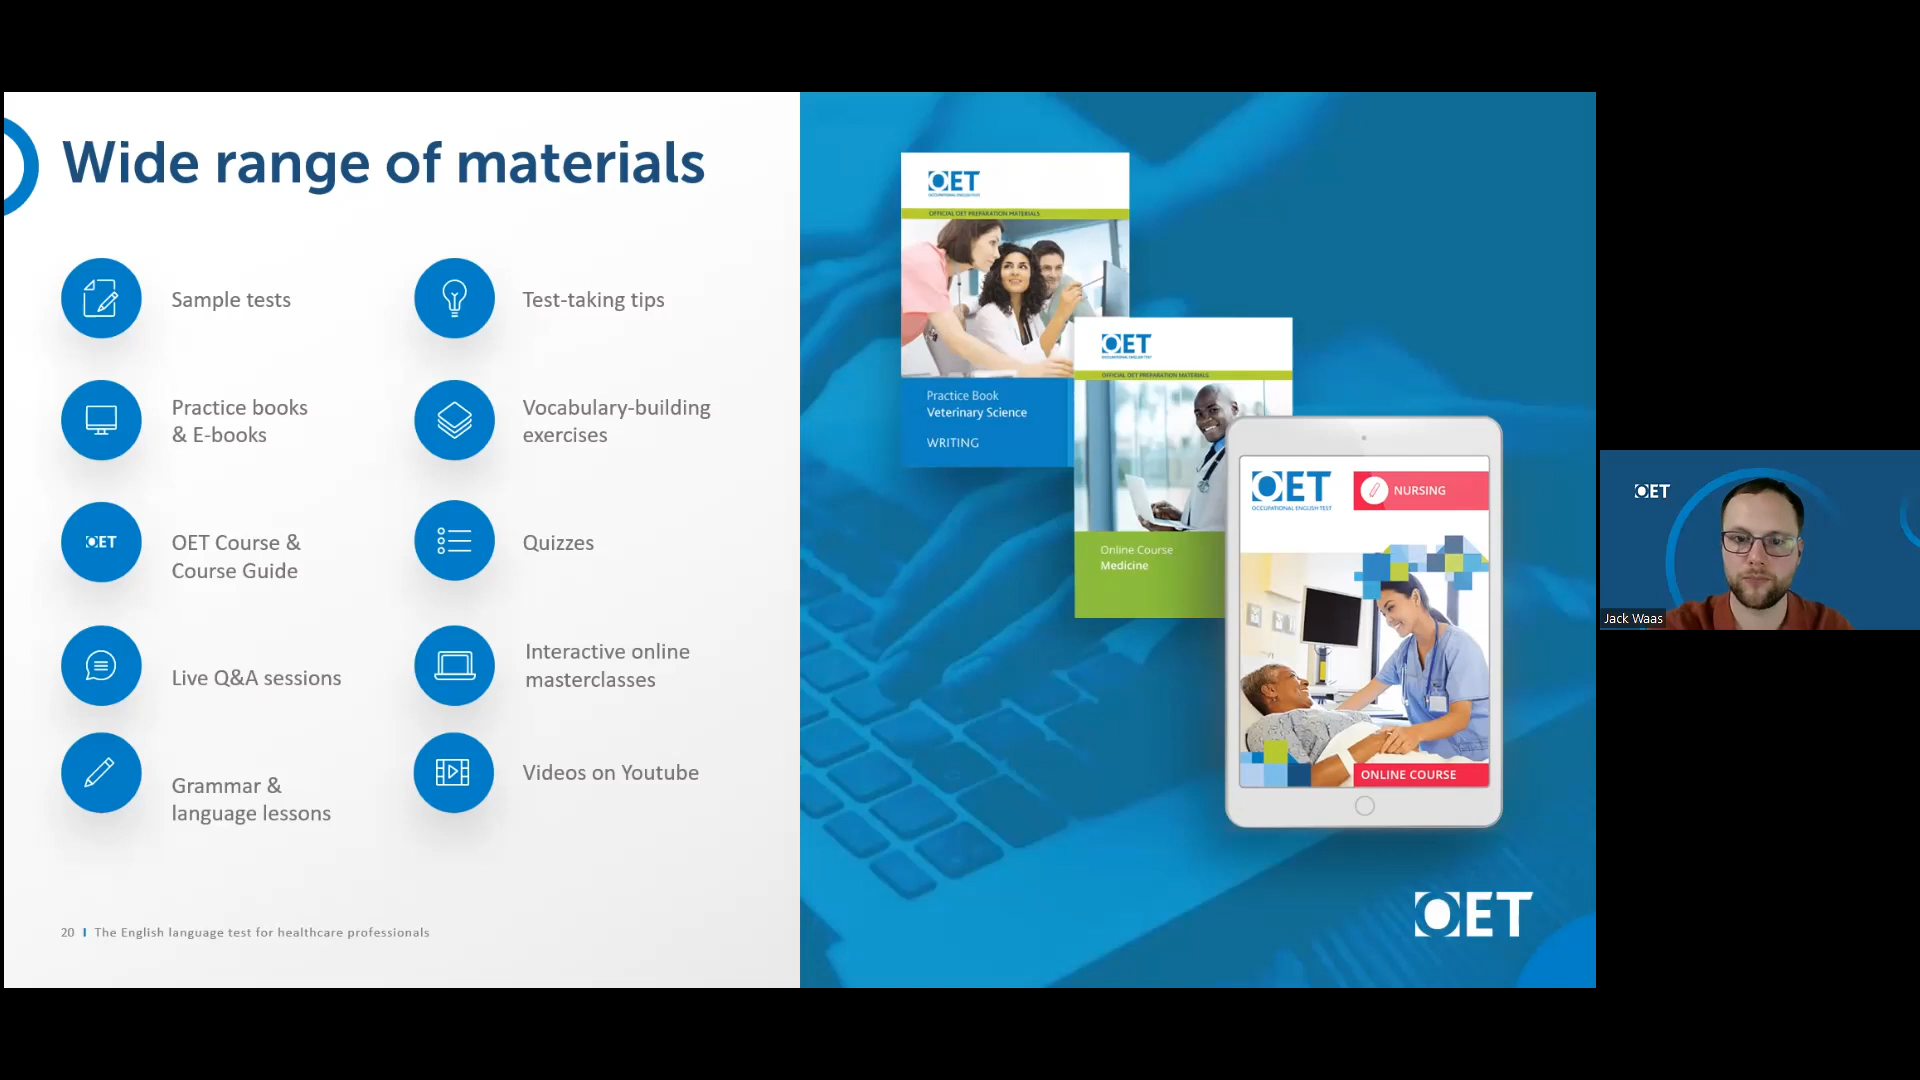 Wide range of materials
Sample tests
Test-taking tips
Practice books
& E-books
Vocabulary-building
exercises
OET
OET Course &
Course Guide
Quizzes
Live Q&A sessions
Interactive online
masterclasses
Grammar &
language lessons
Videos on Youtube
20 I The English language test for healthcare professionals
OET
OCCUPATIONAL ENGLISH TEST
OFFICIAL OET PREPARATION MATERIALS
Practice Book
Veterinary Science
WRITING
OET
OCCUPATIONAL ENGLISH TEST
OFFICIAL OET PREPARATION MATERIALS
Online Course
Medicine
OET
OCCUPATIONAL ENGLISH TEST
NURSING
ONLINE COURSE
OET
OET
Jack Waas